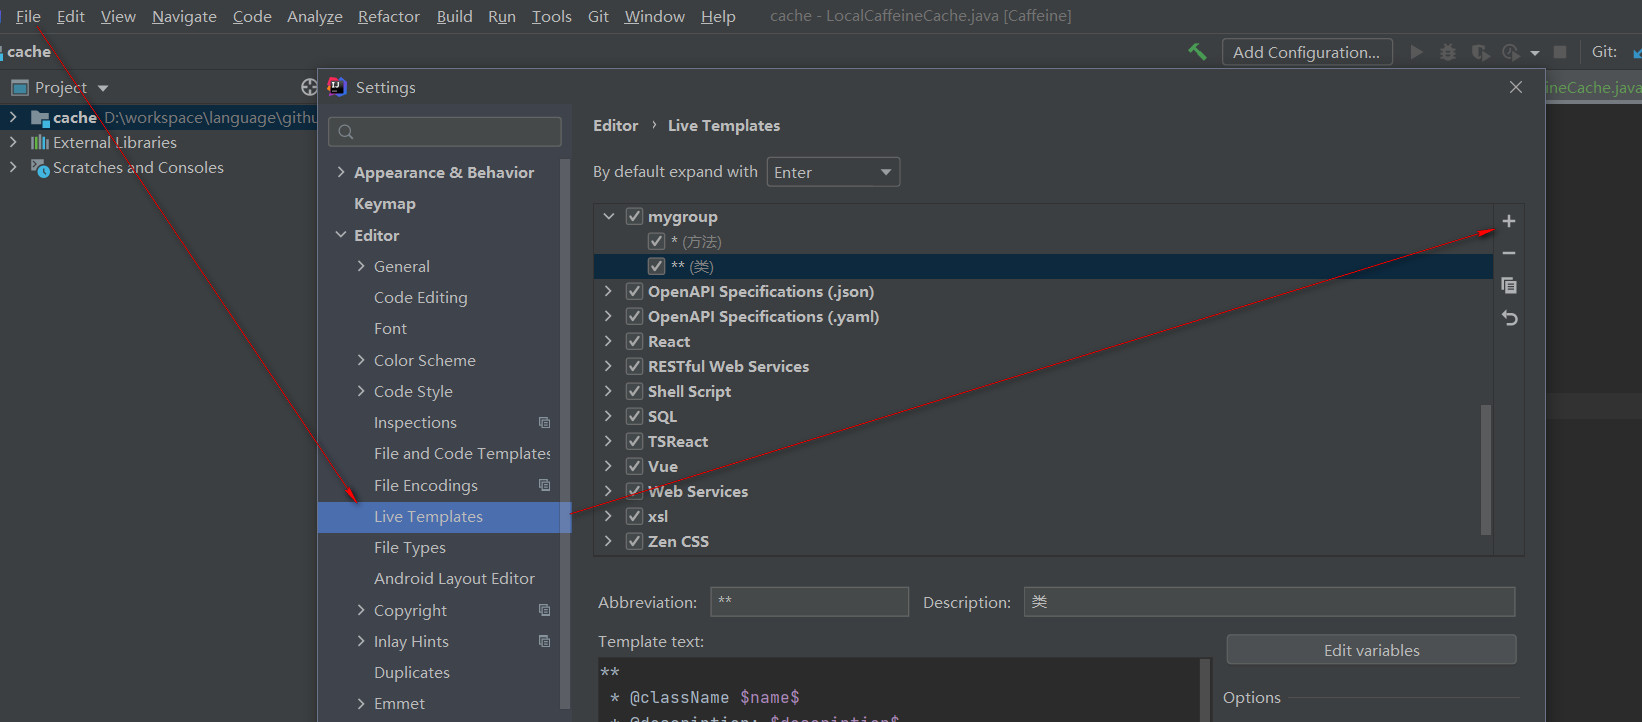 File Edit View Navigate Code Analyze Refactor Build Run Tools Git Window Help cache - LocalCaffeineCache.java [Caffeine]
cache Add Configuration... Git:
Project
Settings
ineCache.java
cache D:\workspace\language\githu
External Libraries
Scratches and Consoles
Appearance & Behavior
Keymap
Editor
General
Code Editing
Font
Color Scheme
Code Style
Inspections
File and Code Templates
File Encodings
Live Templates
File Types
Android Layout Editor
Copyright
Inlay Hints
Duplicates
Emmet
Editor › Live Templates
By default expand with Enter
mygroup
* (方法)
** (类)
OpenAPI Specifications (.json)
OpenAPI Specifications (.yaml)
React
RESTful Web Services
Shell Script
SQL
TSReact
Vue
Web Services
xsl
Zen CSS
Abbreviation: ** Description: 类
Template text:
Edit variables
**
* @className $name$
* @description: $description$
Options